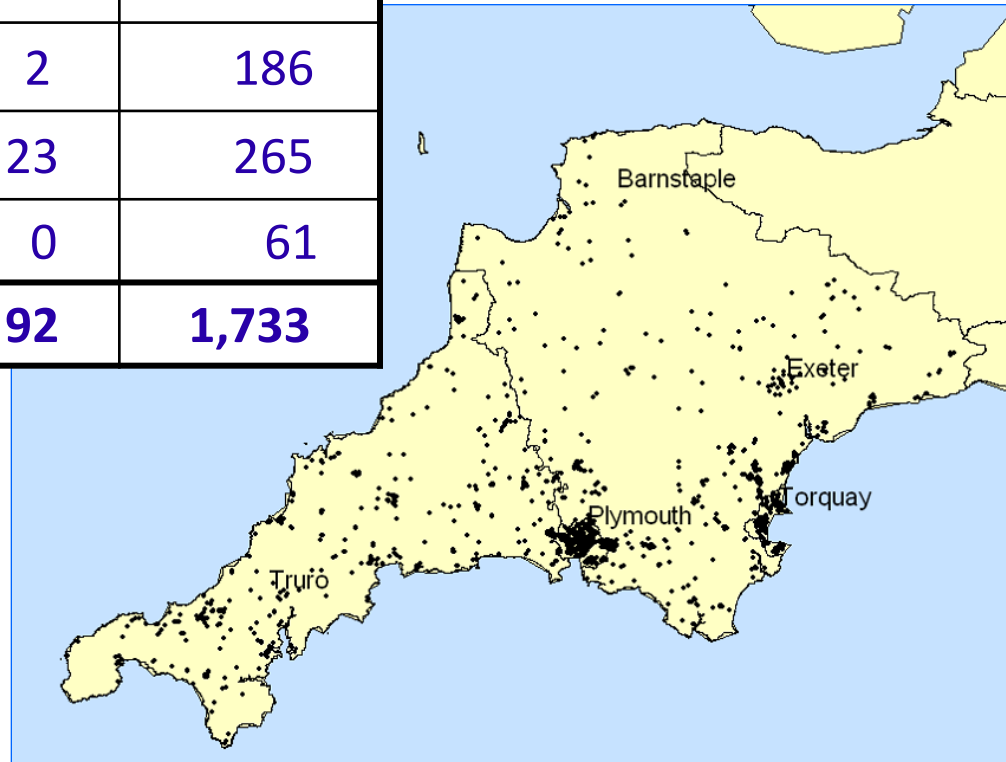 2 186
23 265
0 61
92 1,733
Barnstaple
Exeter
Torquay
Plymouth
Truro